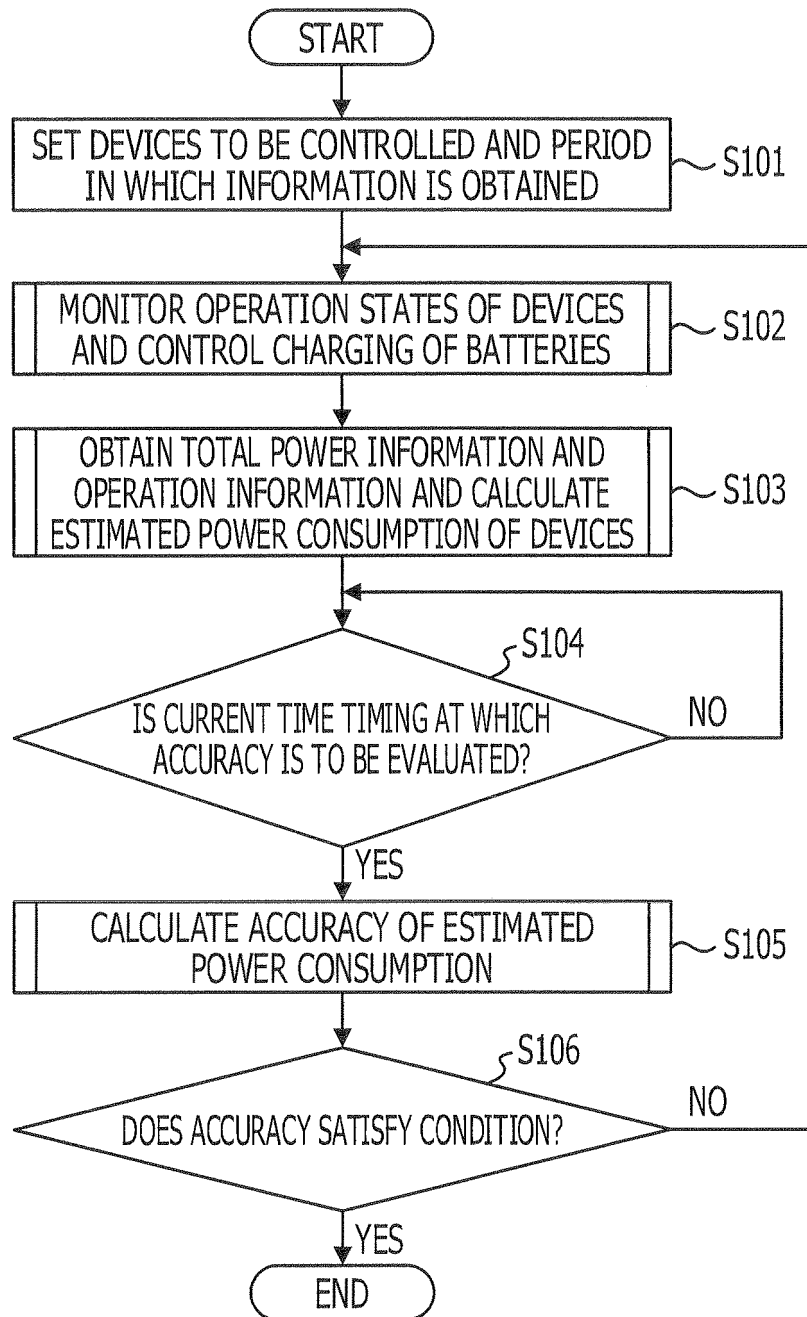 START
SET DEVICES TO BE CONTROLLED AND PERIOD
IN WHICH INFORMATION IS OBTAINED
S101
MONITOR OPERATION STATES OF DEVICES
AND CONTROL CHARGING OF BATTERIES
S102
OBTAIN TOTAL POWER INFORMATION AND
OPERATION INFORMATION AND CALCULATE
ESTIMATED POWER CONSUMPTION OF DEVICES
S103
S104
IS CURRENT TIME TIMING AT WHICH
ACCURACY IS TO BE EVALUATED?
NO
YES
CALCULATE ACCURACY OF ESTIMATED
POWER CONSUMPTION
S105
S106
DOES ACCURACY SATISFY CONDITION?
NO
YES
END